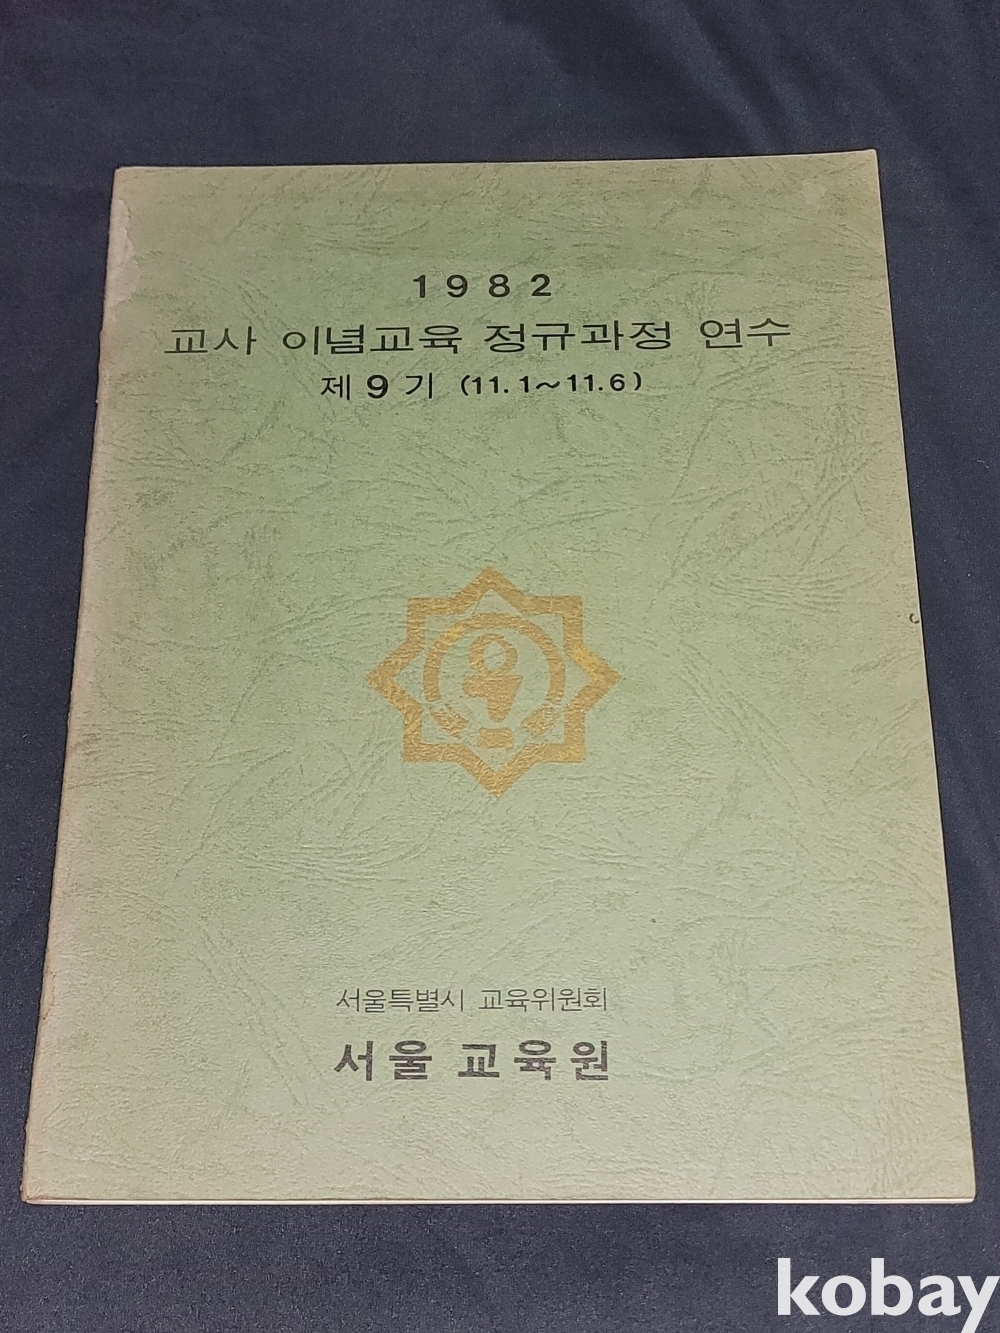 1982
교사 이념교육 정규과정 연수
제9기 (11.1~11.6)
육
서울특별시 교육위원회
서울교육원
kobay